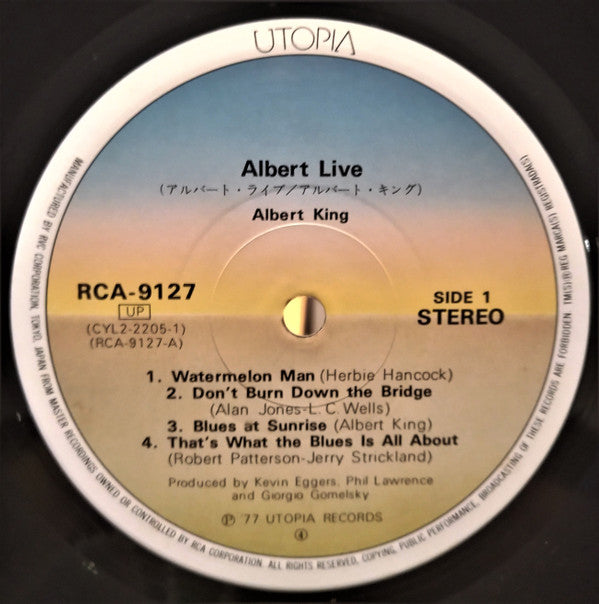 UTOPIA
Albert Live
(アルバート・ライブ/アルバート・キング)
Albert King
RCA-9127
UP
(CYL2-2205-1)
(RCA-9127-A)
SIDE 1
STEREO
1. Watermelon Man (Herbie Hancock)
2. Don't Burn Down the Bridge
(Alan Jones-L.C. Wells)
3. Blues at Sunrise (Albert King)
4. That's What the Blues Is All About
(Robert Patterson-Jerry Strickland)
Produced by Kevin Eggers, Phil Lawrence
and Giorgio Gomelsky
Ⓟ '77 UTOPIA RECORDS
④
MANUFACTURED BY RVC CORPORATION, TOKYO, JAPAN FROM MASTER RECORDINGS OWNED OR CONTROLLED BY RCA CORPORATION. ALL RIGHTS RESERVED. COPYING, PUBLIC PERFORMANCE, BROADCASTING OF THESE RECORDS ARE FORBIDDEN. TM(S)®REG MARCA(S) REGISTRADA(S)